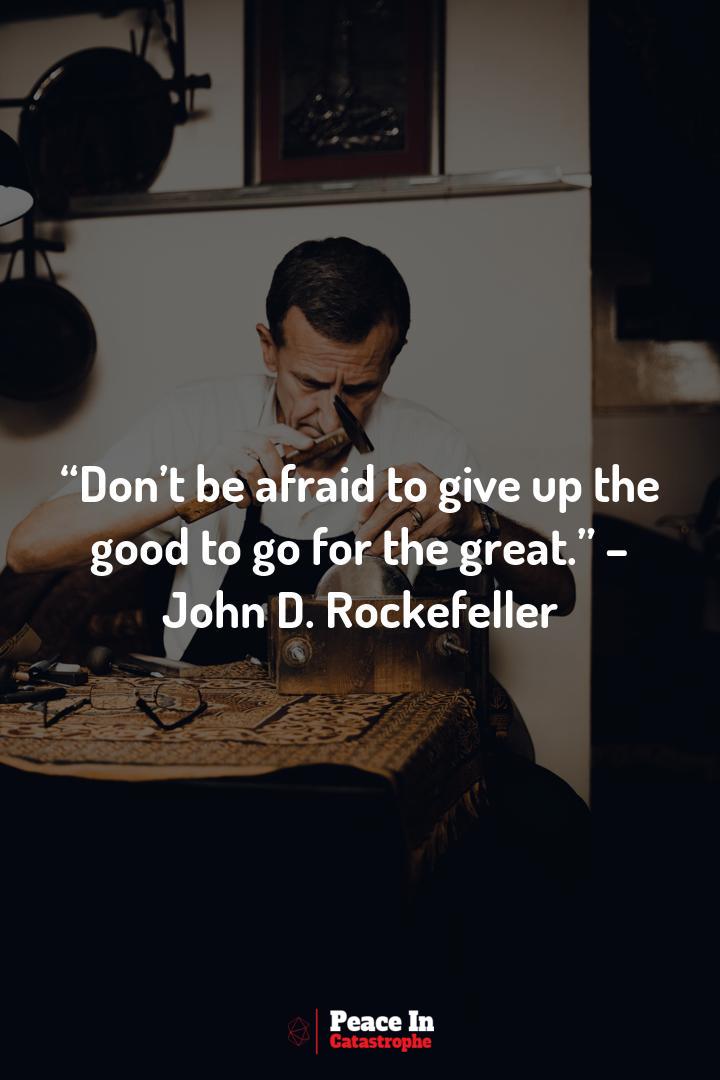 “Don’t be afraid to give up the
good to go for the great.” –
John D. Rockefeller
Peace In
Catastrophe